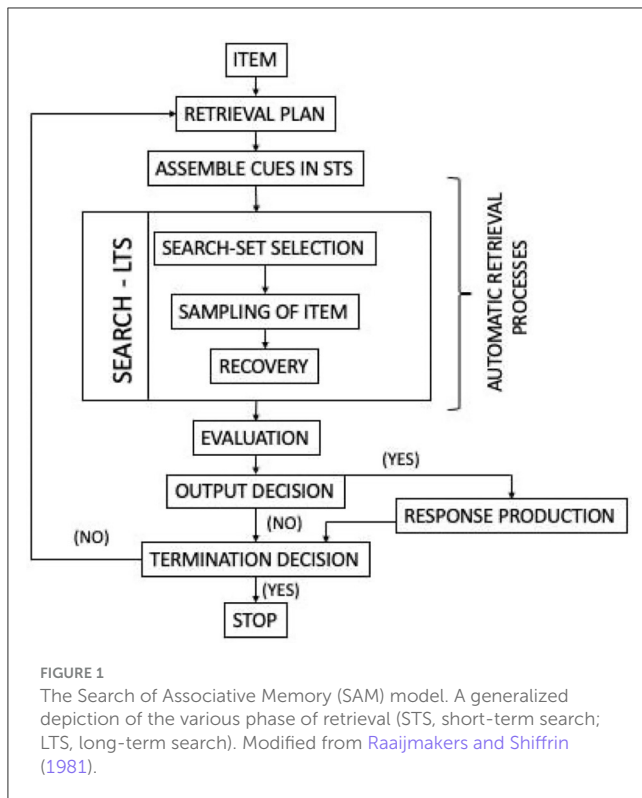 ITEM
RETRIEVAL PLAN
ASSEMBLE CUES IN STS
SEARCH - LTS
SEARCH-SET SELECTION
SAMPLING OF ITEM
RECOVERY
AUTOMATIC RETRIEVAL
PROCESSES
EVALUATION
(YES)
OUTPUT DECISION
RESPONSE PRODUCTION
(NO)
(NO)
TERMINATION DECISION
(YES)
STOP
FIGURE 1
The Search of Associative Memory (SAM) model. A generalized
depiction of the various phase of retrieval (STS, short-term search;
LTS, long-term search). Modified from Raaijmakers and Shiffrin
(1981).